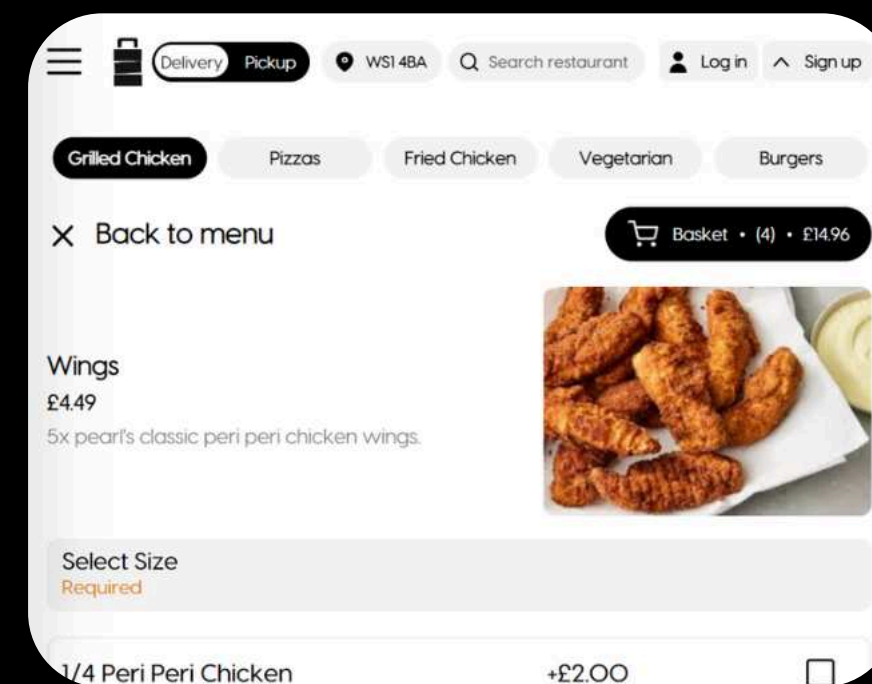 Delivery Pickup WS1 4BA Search restaurant Log in Sign up
Grilled Chicken Pizzas Fried Chicken Vegetarian Burgers
Back to menu Basket • (4) • £14.96
Wings
£4.49
5x pearl's classic peri peri chicken wings.
Select Size
Required
1/4 Peri Peri Chicken +£2.00